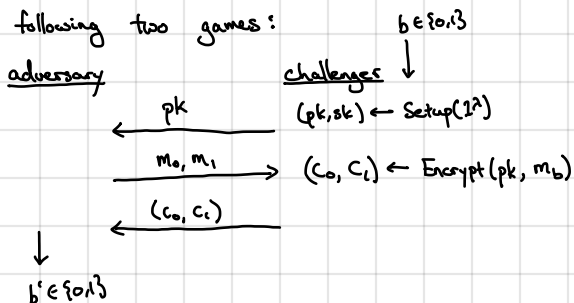 following two games: b ∈ {0,1}
adversary challenger
pk (pk, sk) ← Setup(1^λ)
m₀, m₁ (C₀, C₁) ← Encrypt(pk, m_b)
(C₀, C₁)
b' ∈ {0,1}